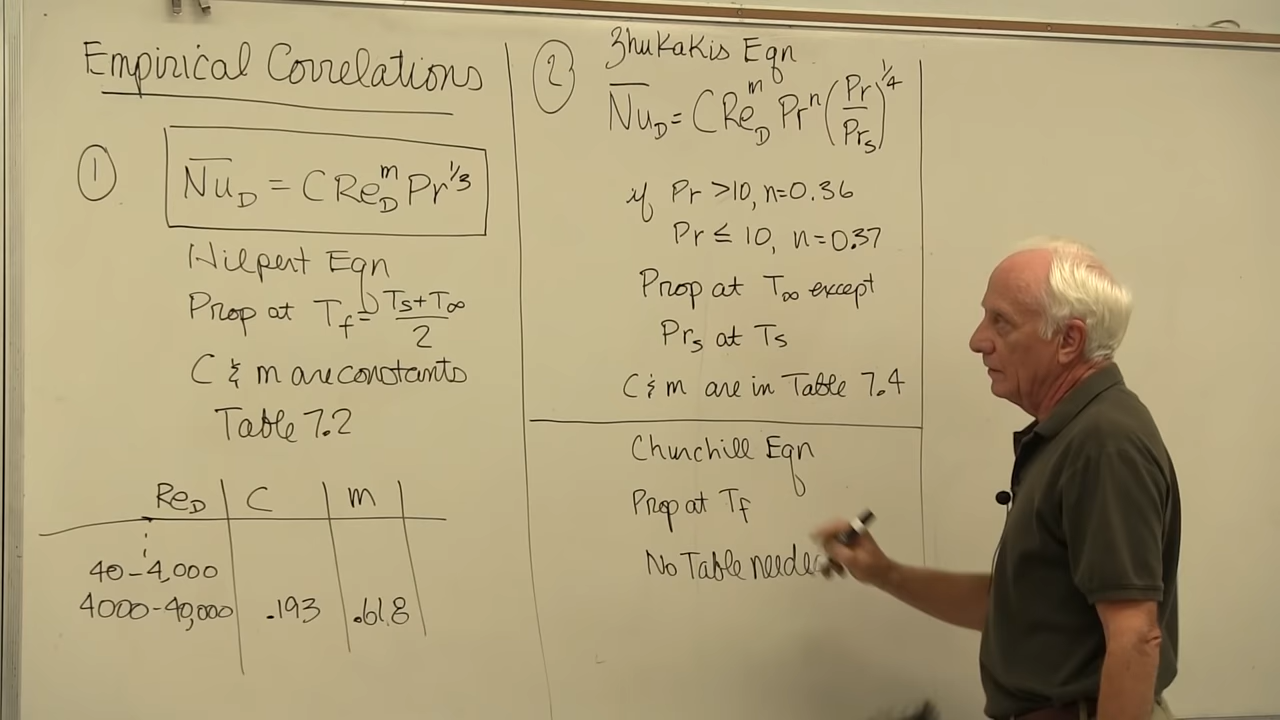 Empirical Correlations
1
Nu_D = C Re_D^m Pr^1/3
Hilpert Eqn
Prop at T_f = (T_s + T_∞)/2
C & m are constants
Table 7.2
Re_D C m
40-4,000
4000-40,000 .193 .618
2
Zhukakis Eqn
Nu_D = C Re_D^m Pr^n (Pr/Pr_s)^1/4
if Pr > 10, n=0.36
Pr ≤ 10, n=0.37
Prop at T_∞ except
Pr_s at T_s
C & m are in Table 7.4
Churchill Eqn
Prop at T_f
No Table needed